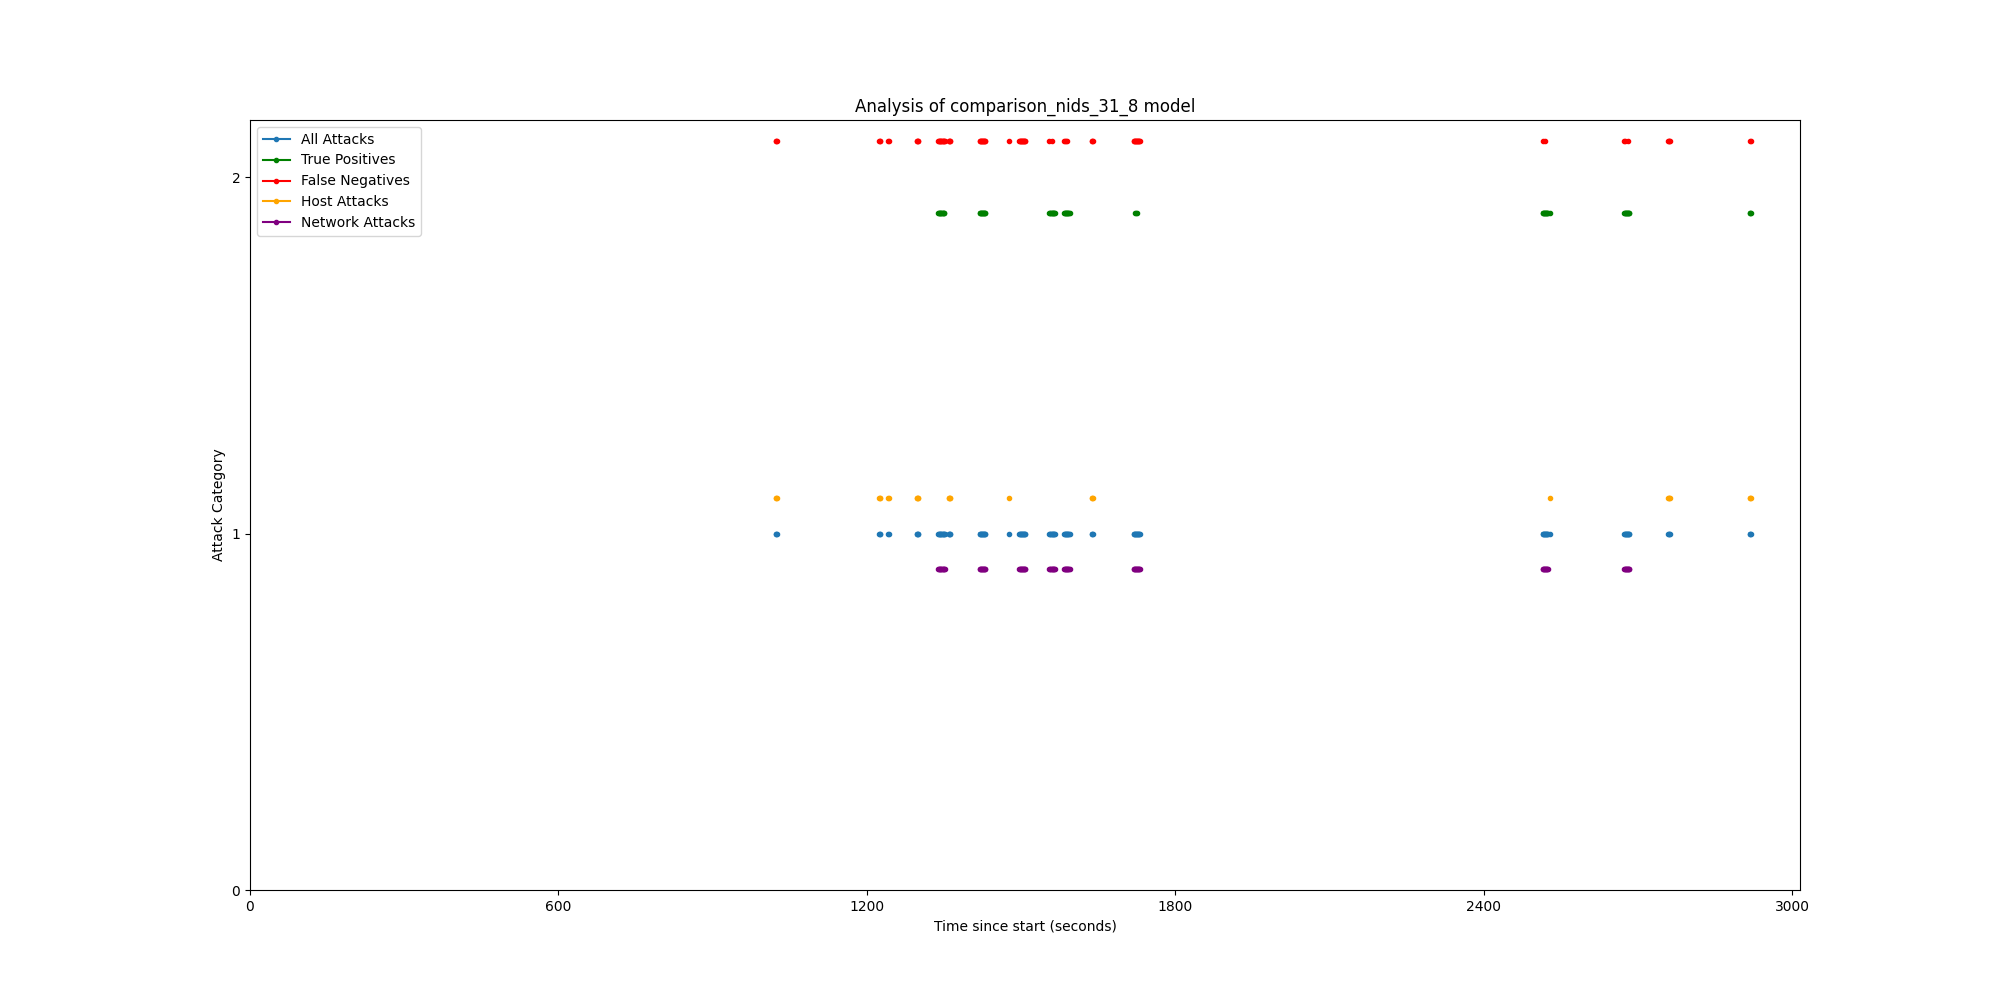 Analysis of comparison_nids_31_8 model
All Attacks
True Positives
False Negatives
Host Attacks
Network Attacks
2
1
0
Attack Category
0 600 1200 1800 2400 3000
Time since start (seconds)